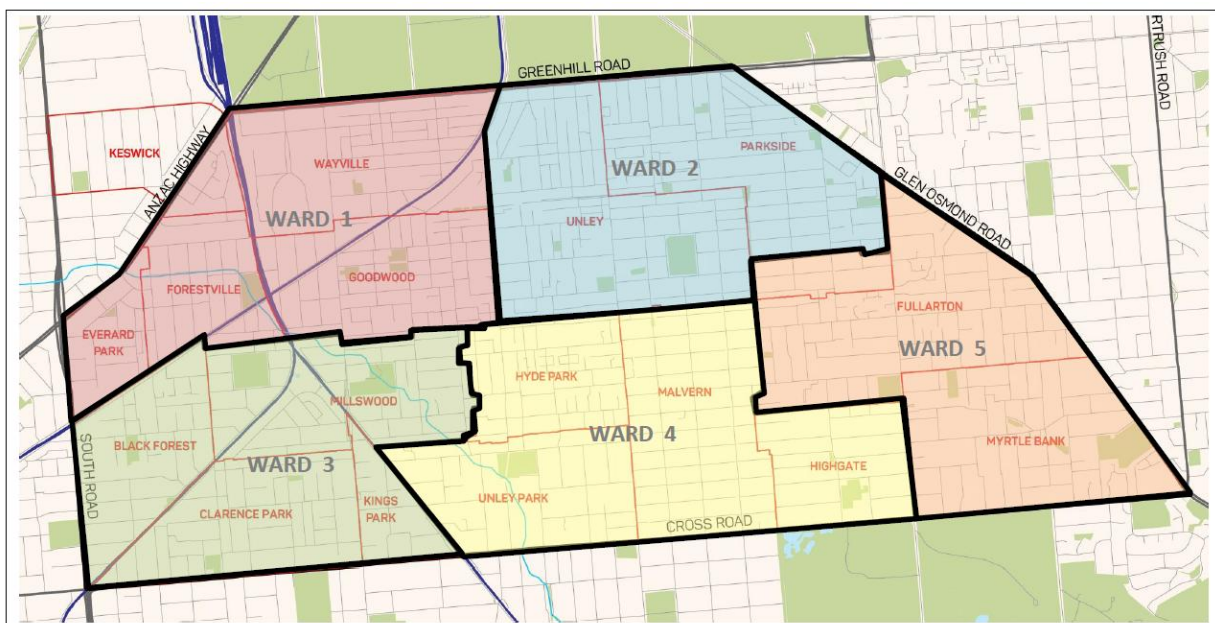 GREENHILL ROAD
RTRUSH ROAD
KESWICK
ANZAC HIGHWAY
WAYVILLE
PARKSIDE
WARD 2
GLEN OSMOND ROAD
WARD 1
UNLEY
GOODWOOD
FORESTVILLE
FULLARTON
EVERARD
PARK
WARD 5
HYDE PARK
MILLSWOOD
MALVERN
WARD 4
BLACK FOREST
MYRTLE BANK
SOUTH ROAD
WARD 3
HIGHGATE
UNLEY PARK
KINGS
PARK
CLARENCE PARK
CROSS ROAD